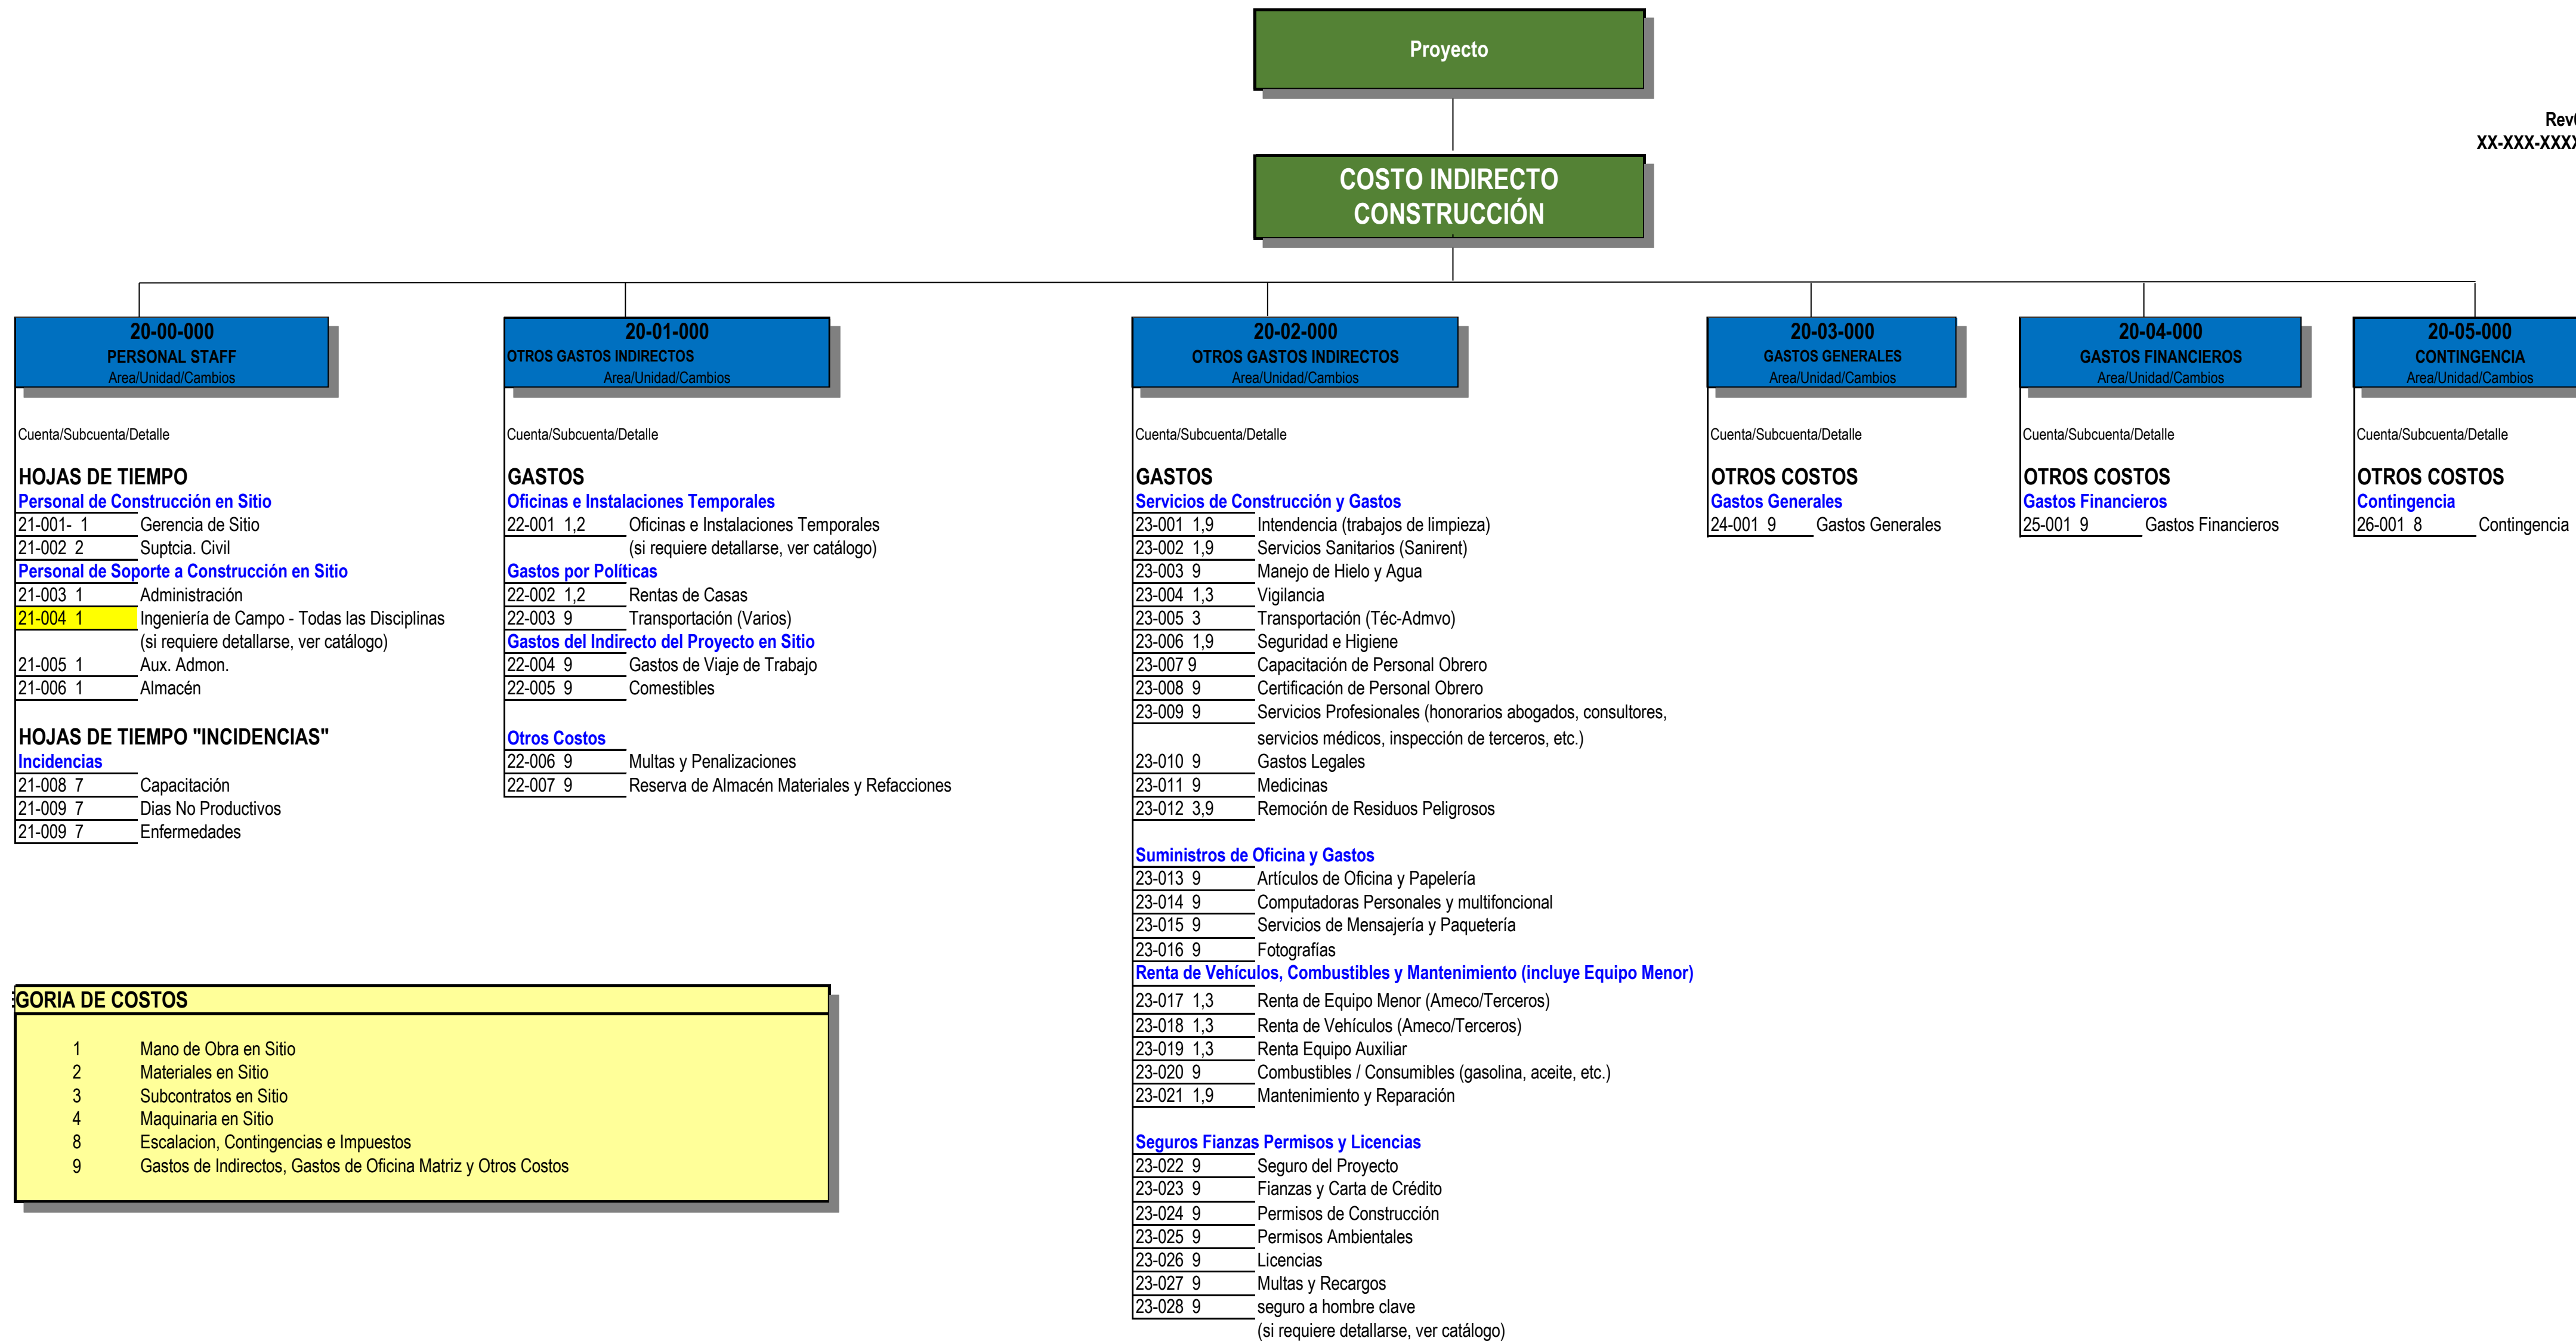 Proyecto
Rev
XX-XXX-XXXX
COSTO INDIRECTO
CONSTRUCCIÓN
20-00-000
PERSONAL STAFF
Area/Unidad/Cambios
Cuenta/Subcuenta/Detalle
HOJAS DE TIEMPO
Personal de Construcción en Sitio
21-001- 1 Gerencia de Sitio
21-002 2 Suptcia. Civil
Personal de Soporte a Construcción en Sitio
21-003 1 Administración
21-004 1 Ingeniería de Campo - Todas las Disciplinas
(si requiere detallarse, ver catálogo)
21-005 1 Aux. Admon.
21-006 1 Almacén
HOJAS DE TIEMPO "INCIDENCIAS"
Incidencias
21-008 7 Capacitación
21-009 7 Dias No Productivos
21-009 7 Enfermedades
20-01-000
OTROS GASTOS INDIRECTOS
Area/Unidad/Cambios
Cuenta/Subcuenta/Detalle
GASTOS
Oficinas e Instalaciones Temporales
22-001 1,2 Oficinas e Instalaciones Temporales
(si requiere detallarse, ver catálogo)
Gastos por Políticas
22-002 1,2 Rentas de Casas
22-003 9 Transportación (Varios)
Gastos del Indirecto del Proyecto en Sitio
22-004 9 Gastos de Viaje de Trabajo
22-005 9 Comestibles
Otros Costos
22-006 9 Multas y Penalizaciones
22-007 9 Reserva de Almacén Materiales y Refacciones
20-02-000
OTROS GASTOS INDIRECTOS
Area/Unidad/Cambios
Cuenta/Subcuenta/Detalle
GASTOS
Servicios de Construcción y Gastos
23-001 1,9 Intendencia (trabajos de limpieza)
23-002 1,9 Servicios Sanitarios (Sanirent)
23-003 9 Manejo de Hielo y Agua
23-004 1,3 Vigilancia
23-005 3 Transportación (Téc-Admvo)
23-006 1,9 Seguridad e Higiene
23-007 9 Capacitación de Personal Obrero
23-008 9 Certificación de Personal Obrero
23-009 9 Servicios Profesionales (honorarios abogados, consultores,
servicios médicos, inspección de terceros, etc.)
23-010 9 Gastos Legales
23-011 9 Medicinas
23-012 3,9 Remoción de Residuos Peligrosos
Suministros de Oficina y Gastos
23-013 9 Artículos de Oficina y Papelería
23-014 9 Computadoras Personales y multifoncional
23-015 9 Servicios de Mensajería y Paquetería
23-016 9 Fotografías
Renta de Vehículos, Combustibles y Mantenimiento (incluye Equipo Menor)
23-017 1,3 Renta de Equipo Menor (Ameco/Terceros)
23-018 1,3 Renta de Vehículos (Ameco/Terceros)
23-019 1,3 Renta Equipo Auxiliar
23-020 9 Combustibles / Consumibles (gasolina, aceite, etc.)
23-021 1,9 Mantenimiento y Reparación
Seguros Fianzas Permisos y Licencias
23-022 9 Seguro del Proyecto
23-023 9 Fianzas y Carta de Crédito
23-024 9 Permisos de Construcción
23-025 9 Permisos Ambientales
23-026 9 Licencias
23-027 9 Multas y Recargos
23-028 9 seguro a hombre clave
(si requiere detallarse, ver catálogo)
20-03-000
GASTOS GENERALES
Area/Unidad/Cambios
Cuenta/Subcuenta/Detalle
OTROS COSTOS
Gastos Generales
24-001 9 Gastos Generales
20-04-000
GASTOS FINANCIEROS
Area/Unidad/Cambios
Cuenta/Subcuenta/Detalle
OTROS COSTOS
Gastos Financieros
25-001 9 Gastos Financieros
20-05-000
CONTINGENCIA
Area/Unidad/Cambios
Cuenta/Subcuenta/Detalle
OTROS COSTOS
Contingencia
26-001 8 Contingencia
GORIA DE COSTOS
1 Mano de Obra en Sitio
2 Materiales en Sitio
3 Subcontratos en Sitio
4 Maquinaria en Sitio
8 Escalacion, Contingencias e Impuestos
9 Gastos de Indirectos, Gastos de Oficina Matriz y Otros Costos